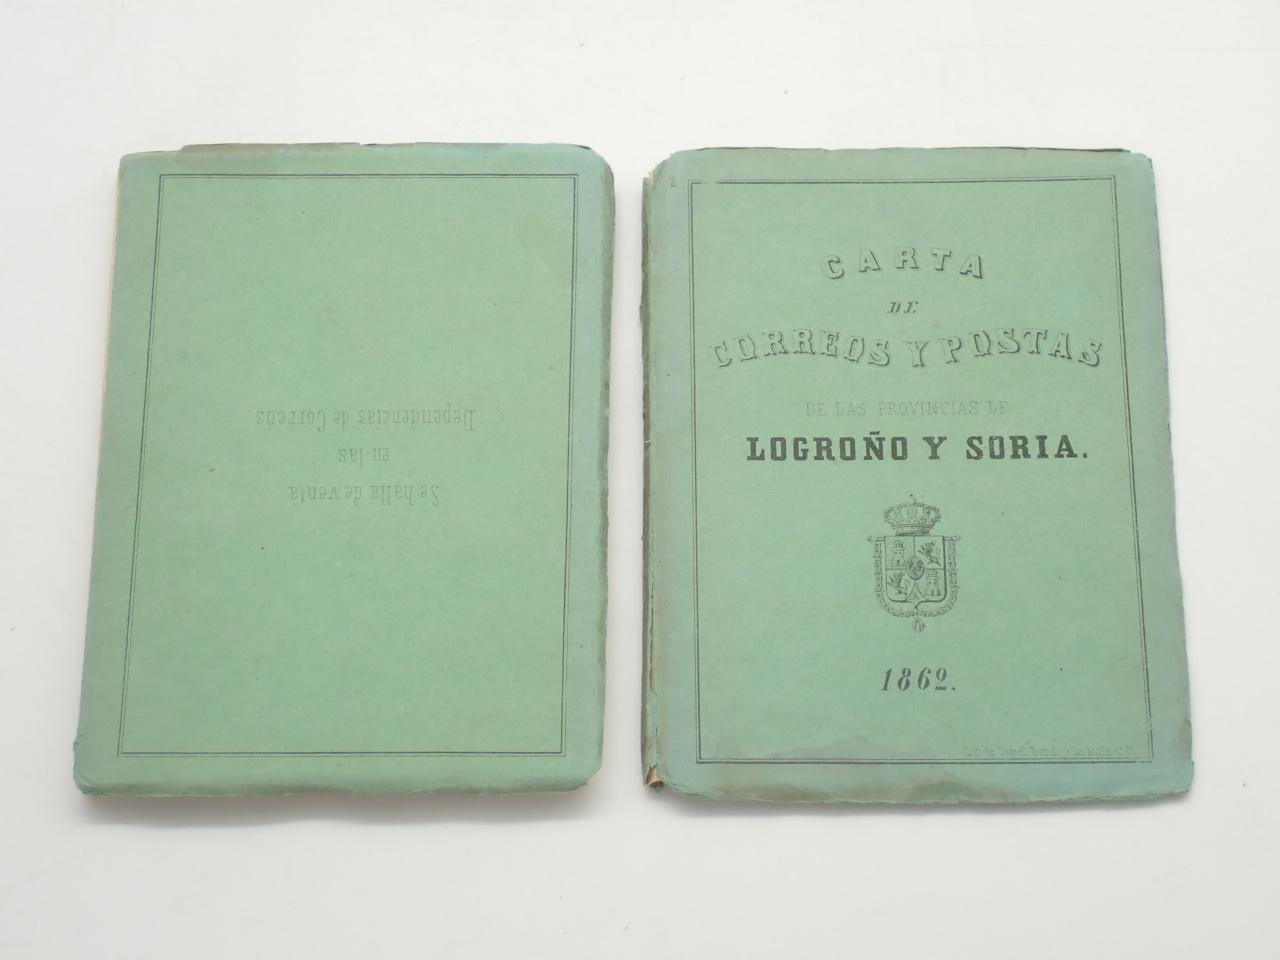 Se halla de venta
en las
Dependencias de Correos.
CARTA
DE
CORREOS Y POSTAS
DE LAS PROVINCIAS DE
LOGROÑO Y SORIA.
1862.